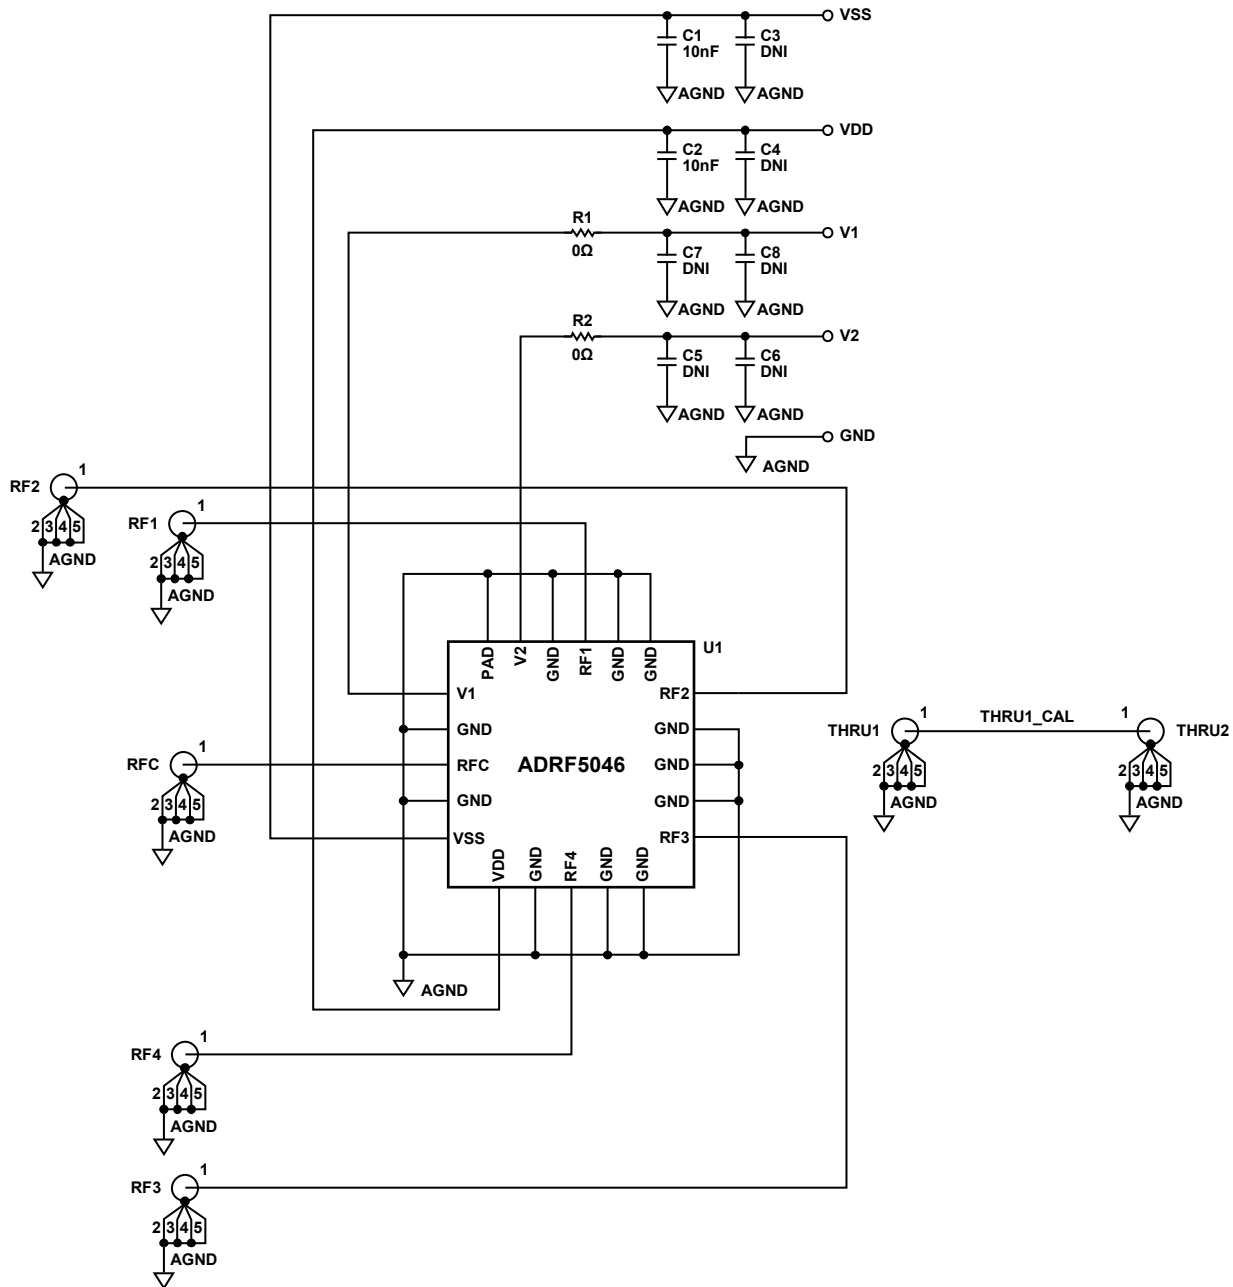 VSS
C1
10nF
C3
DNI
AGND
AGND
VDD
C2
10nF
C4
DNI
AGND
AGND
R1
0Ω
V1
C7
DNI
C8
DNI
AGND
AGND
R2
0Ω
V2
C5
DNI
C6
DNI
AGND
AGND
GND
AGND
RF2
1
2 3 4 5
AGND
RF1
1
2 3 4 5
AGND
U1
PAD
V2
GND
RF1
GND
GND
V1
GND
RFC
GND
VSS
ADRF5046
RF2
GND
GND
GND
RF3
VDD
GND
RF4
GND
GND
AGND
RFC
1
2 3 4 5
AGND
THRU1
1
THRU1_CAL
1
THRU2
2 3 4 5
AGND
2 3 4 5
AGND
RF4
1
2 3 4 5
AGND
RF3
1
2 3 4 5
AGND